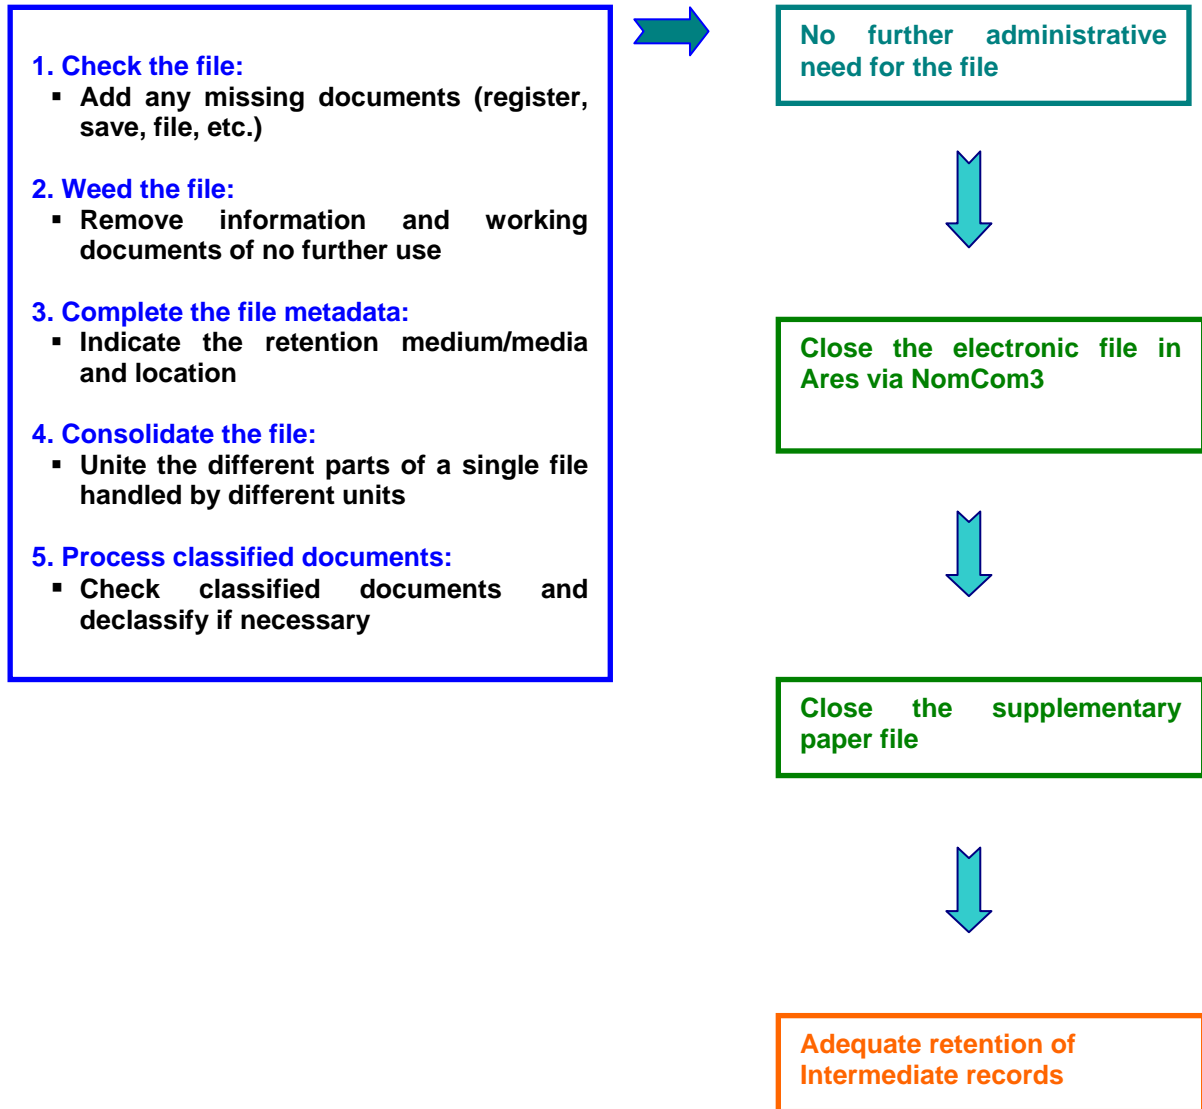 1. Check the file:
▪ Add any missing documents (register,
save, file, etc.)
2. Weed the file:
▪ Remove information and working
documents of no further use
3. Complete the file metadata:
▪ Indicate the retention medium/media
and location
4. Consolidate the file:
▪ Unite the different parts of a single file
handled by different units
5. Process classified documents:
▪ Check classified documents and
declassify if necessary
No further administrative
need for the file
Close the electronic file in
Ares via NomCom3
Close the supplementary
paper file
Adequate retention of
Intermediate records